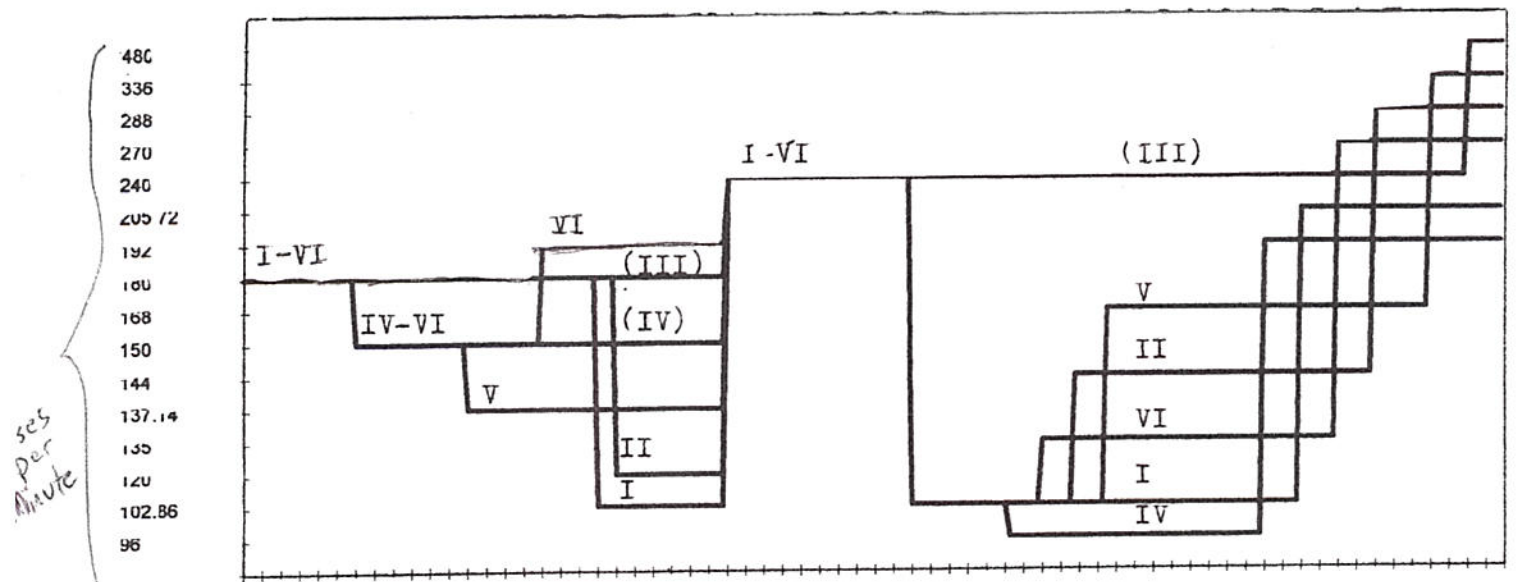 480
336
288
270
I-VI (III)
240
205.72
VI
192
I-VI (III)
180
IV-VI (IV) V
168
150 II
144
V
137.14 VI
135 II
120 I I
102.86 IV
96
ses
per
Minute